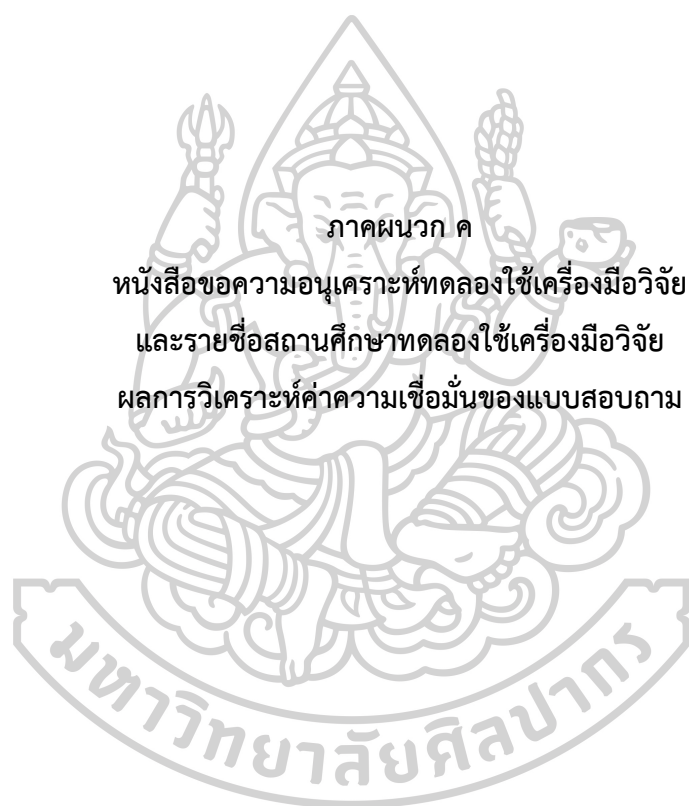 ภาคผนวก ค
หนังสือขอความอนุเคราะห์ทดลองใช้เครื่องมือวิจัย
และรายชื่อสถานศึกษาทดลองใช้เครื่องมือวิจัย
ผลการวิเคราะห์ค่าความเชื่อมั่นของแบบสอบถาม
มหาวิทยาลัยศิลปากร